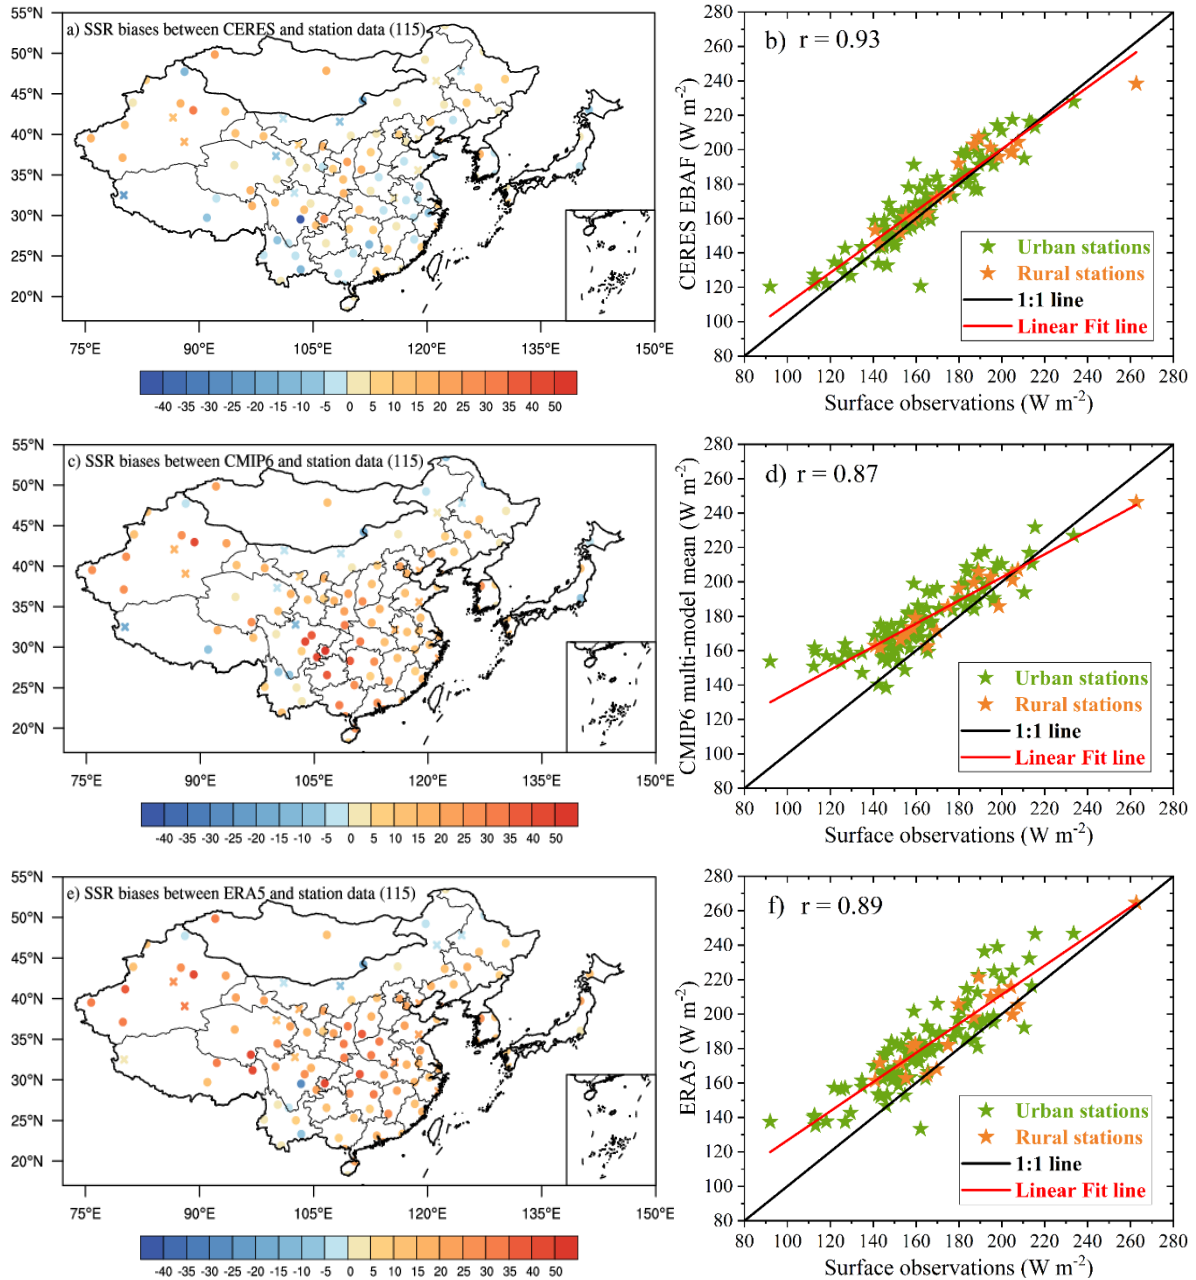 a) SSR biases between CERES and station data (115)
55°N
50°N
45°N
40°N
35°N
30°N
25°N
20°N
75°E 90°E 105°E 120°E 135°E 150°E
-40 -35 -25 -20 -15 -10 -5 0 5 10 15 20 25 30 35 40 50
b) r = 0.93
CERES EBAF (W m-2)
280
260
240
220
200
180
160
140
120
100
80
Urban stations
Rural stations
1:1 line
Linear Fit line
80 100 120 140 160 180 200 220 240 260 280
Surface observations (W m-2)
c) SSR biases between CMIP6 and station data (115)
55°N
50°N
45°N
40°N
35°N
30°N
25°N
20°N
75°E 90°E 105°E 120°E 135°E 150°E
-40 -35 -25 -20 -15 -10 -5 0 5 10 15 20 25 30 35 40 50
d) r = 0.87
CMIP6 multi-model mean (W m-2)
280
260
240
220
200
180
160
140
120
100
80
Urban stations
Rural stations
1:1 line
Linear Fit line
80 100 120 140 160 180 200 220 240 260 280
Surface observations (W m-2)
e) SSR biases between ERA5 and station data (115)
55°N
50°N
45°N
40°N
35°N
30°N
25°N
20°N
75°E 90°E 105°E 120°E 135°E 150°E
-40 -35 -25 -20 -15 -10 -5 0 5 10 15 20 25 30 35 40 50
f) r = 0.89
ERA5 (W m-2)
280
260
240
220
200
180
160
140
120
100
80
Urban stations
Rural stations
1:1 line
Linear Fit line
80 100 120 140 160 180 200 220 240 260 280
Surface observations (W m-2)